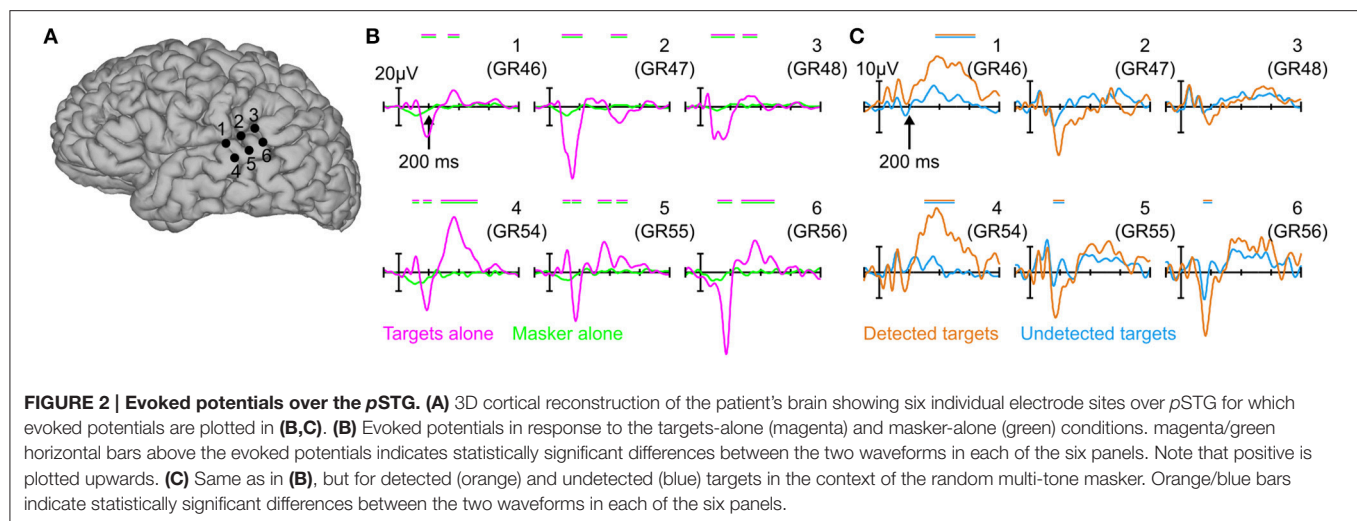 A
B
C
1
(GR46)
2
(GR47)
3
(GR48)
20μV
200 ms
4
(GR54)
5
(GR55)
6
(GR56)
Targets alone Masker alone
1
(GR46)
2
(GR47)
3
(GR48)
10μV
200 ms
4
(GR54)
5
(GR55)
6
(GR56)
Detected targets Undetected targets
1 2 3
4 5 6
FIGURE 2 | Evoked potentials over the pSTG. (A) 3D cortical reconstruction of the patient's brain showing six individual electrode sites over pSTG for which
evoked potentials are plotted in (B,C). (B) Evoked potentials in response to the targets-alone (magenta) and masker-alone (green) conditions. magenta/green
horizontal bars above the evoked potentials indicates statistically significant differences between the two waveforms in each of the six panels. Note that positive is
plotted upwards. (C) Same as in (B), but for detected (orange) and undetected (blue) targets in the context of the random multi-tone masker. Orange/blue bars
indicate statistically significant differences between the two waveforms in each of the six panels.